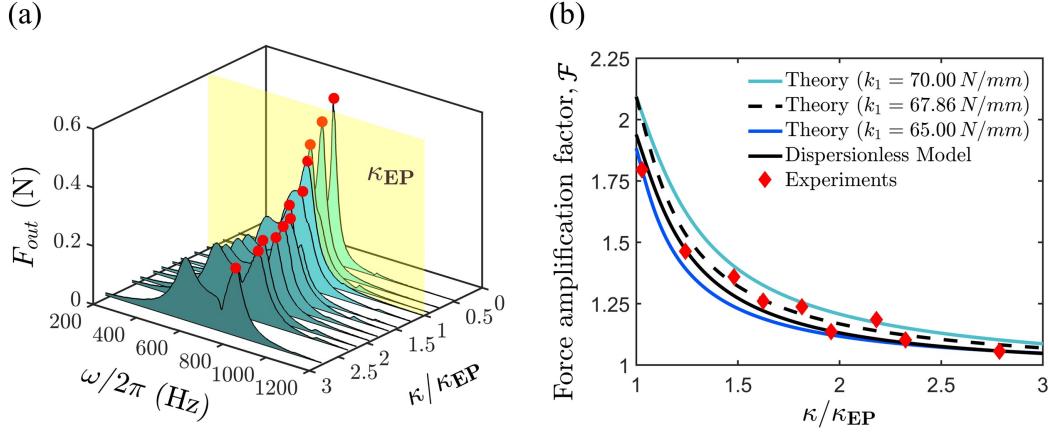 (a)
0.6
0.4
0.2
0
F_out (N)
κ_EP
200
400
600
800
1000
1200
ω/2π (Hz)
0
0.5
1
1.5
2
2.5
3
κ/κ_EP
(b)
Force amplification factor, ℱ
2.25
2
1.75
1.5
1.25
1
Theory (k₁ = 70.00 N/mm)
Theory (k₁ = 67.86 N/mm)
Theory (k₁ = 65.00 N/mm)
Dispersionless Model
Experiments
1
1.5
2
2.5
3
κ/κ_EP